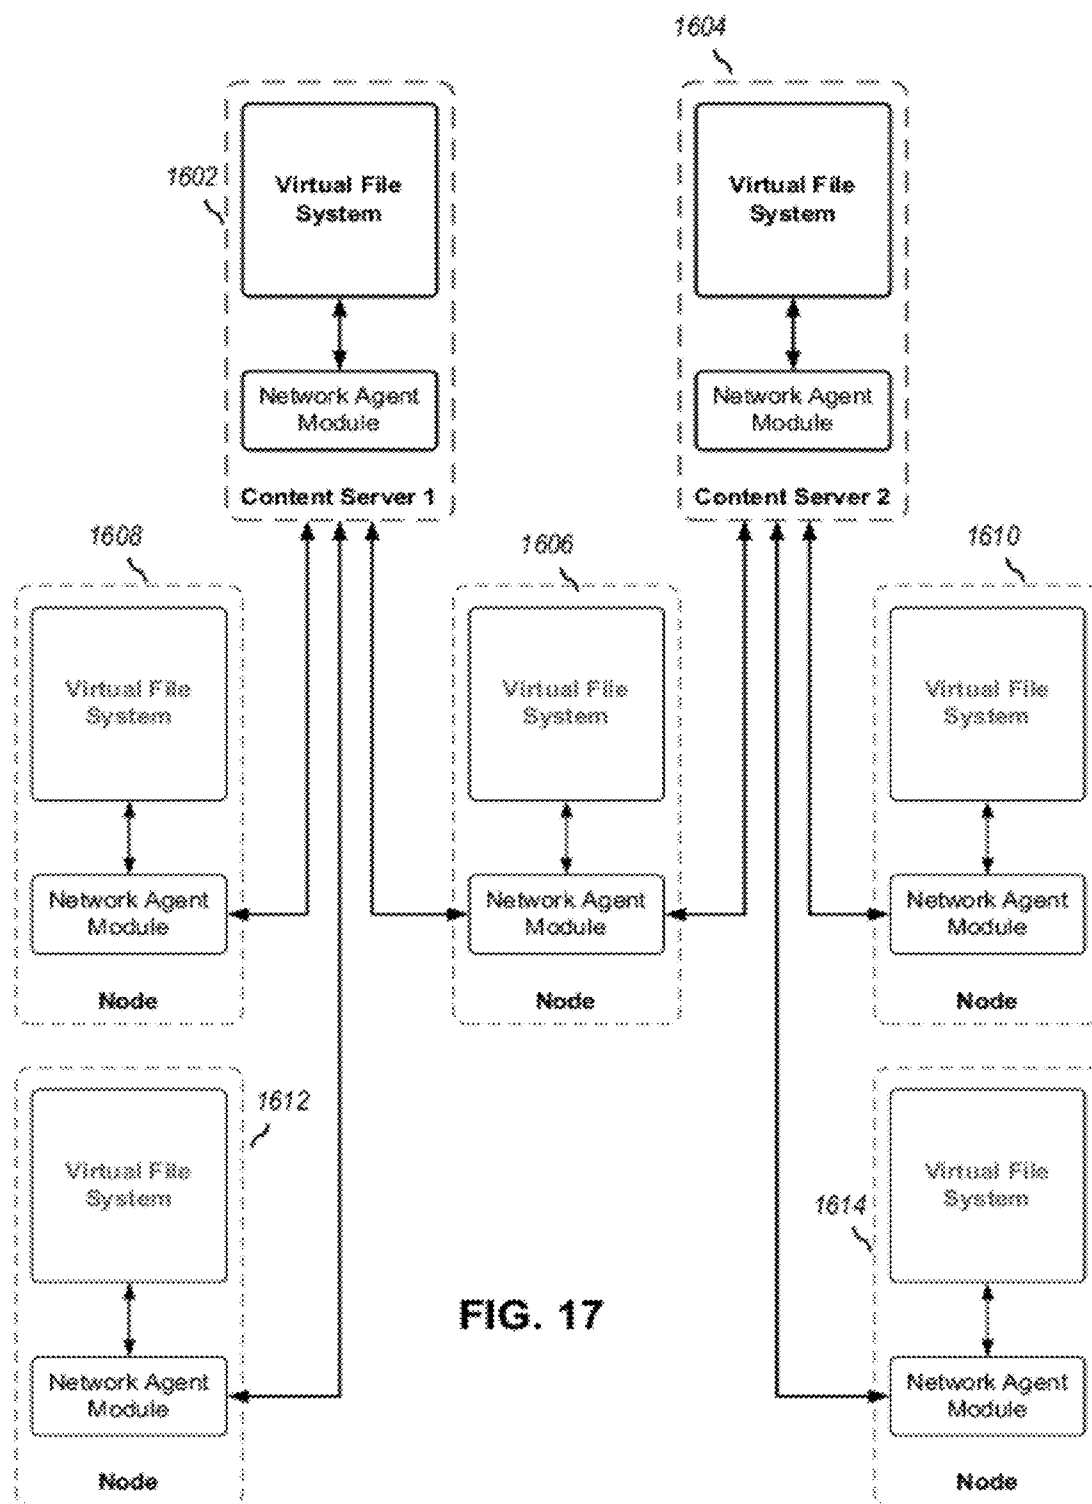 1604
1602
Virtual File
System
Network Agent
Module
Content Server 1
Virtual File
System
Network Agent
Module
Content Server 2
1608
Virtual File
System
Network Agent
Module
Node
1606
Virtual File
System
Network Agent
Module
Node
1610
Virtual File
System
Network Agent
Module
Node
1612
Virtual File
System
Network Agent
Module
Node
FIG. 17
1614
Virtual File
System
Network Agent
Module
Node